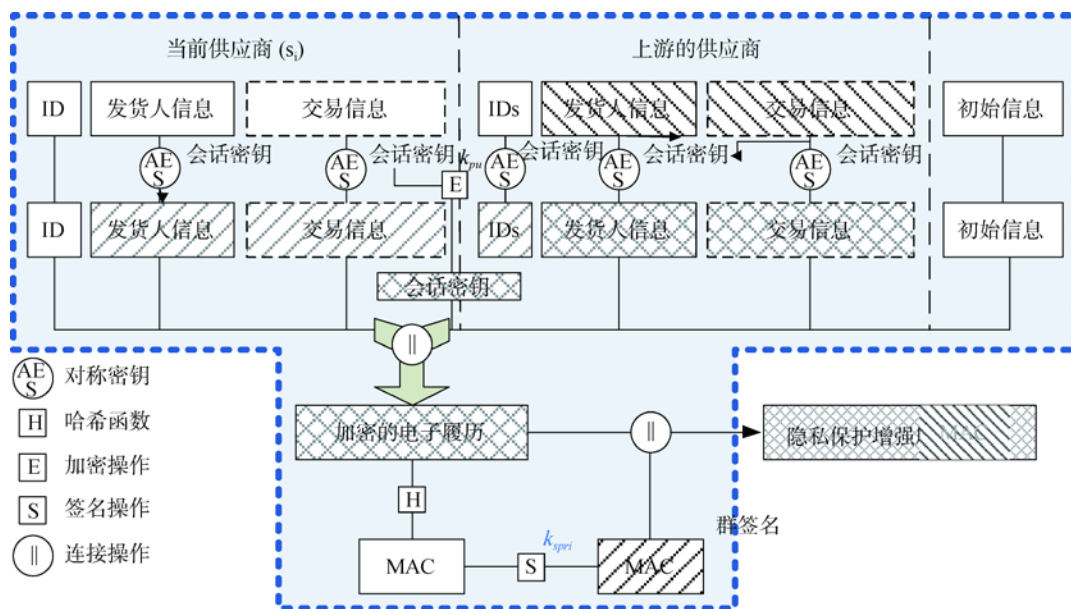 当前供应商 (si)
上游的供应商
ID
发货人信息
交易信息
IDs
发货人信息
交易信息
初始信息
AES
会话密钥
AES
会话密钥
kpu
E
AES
会话密钥
AES
会话密钥
AES
会话密钥
ID
发货人信息
交易信息
IDs
发货人信息
交易信息
初始信息
会话密钥
||
AES
对称密钥
H
哈希函数
E
加密操作
S
签名操作
||
连接操作
加密的电子履历
||
隐私保护增强
MAC
H
MAC
S
kspri
MAC
群签名